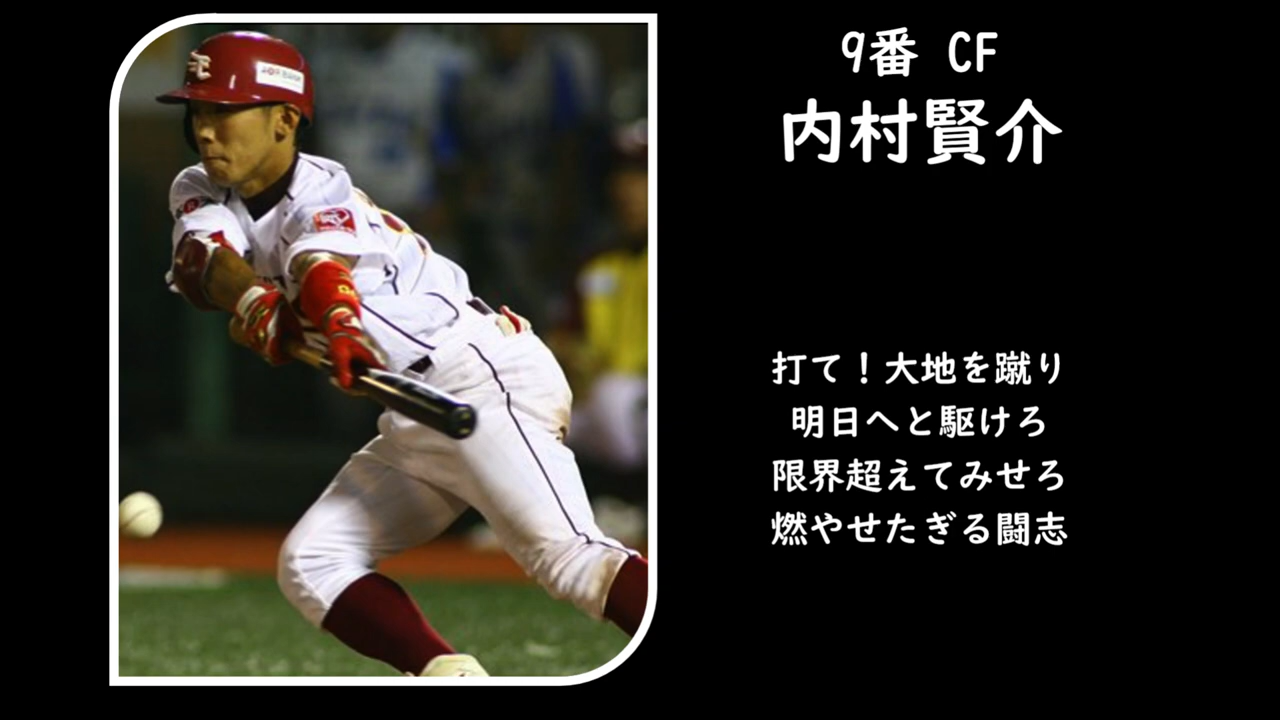 9番 CF
内村賢介
打て！大地を蹴り
明日へと駆けろ
限界超えてみせろ
燃やせたぎる闘志